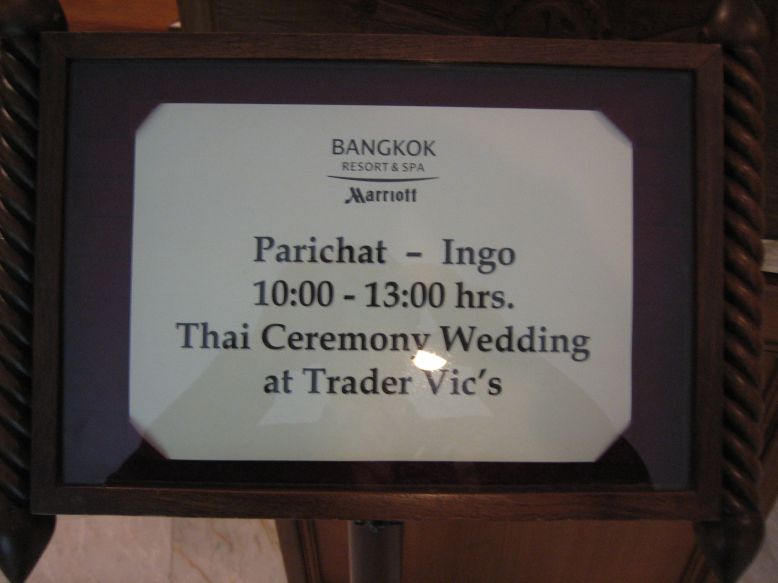 BANGKOK
RESORT & SPA
Marriott
Parichat - Ingo
10:00 - 13:00 hrs.
Thai Ceremony Wedding
at Trader Vic's